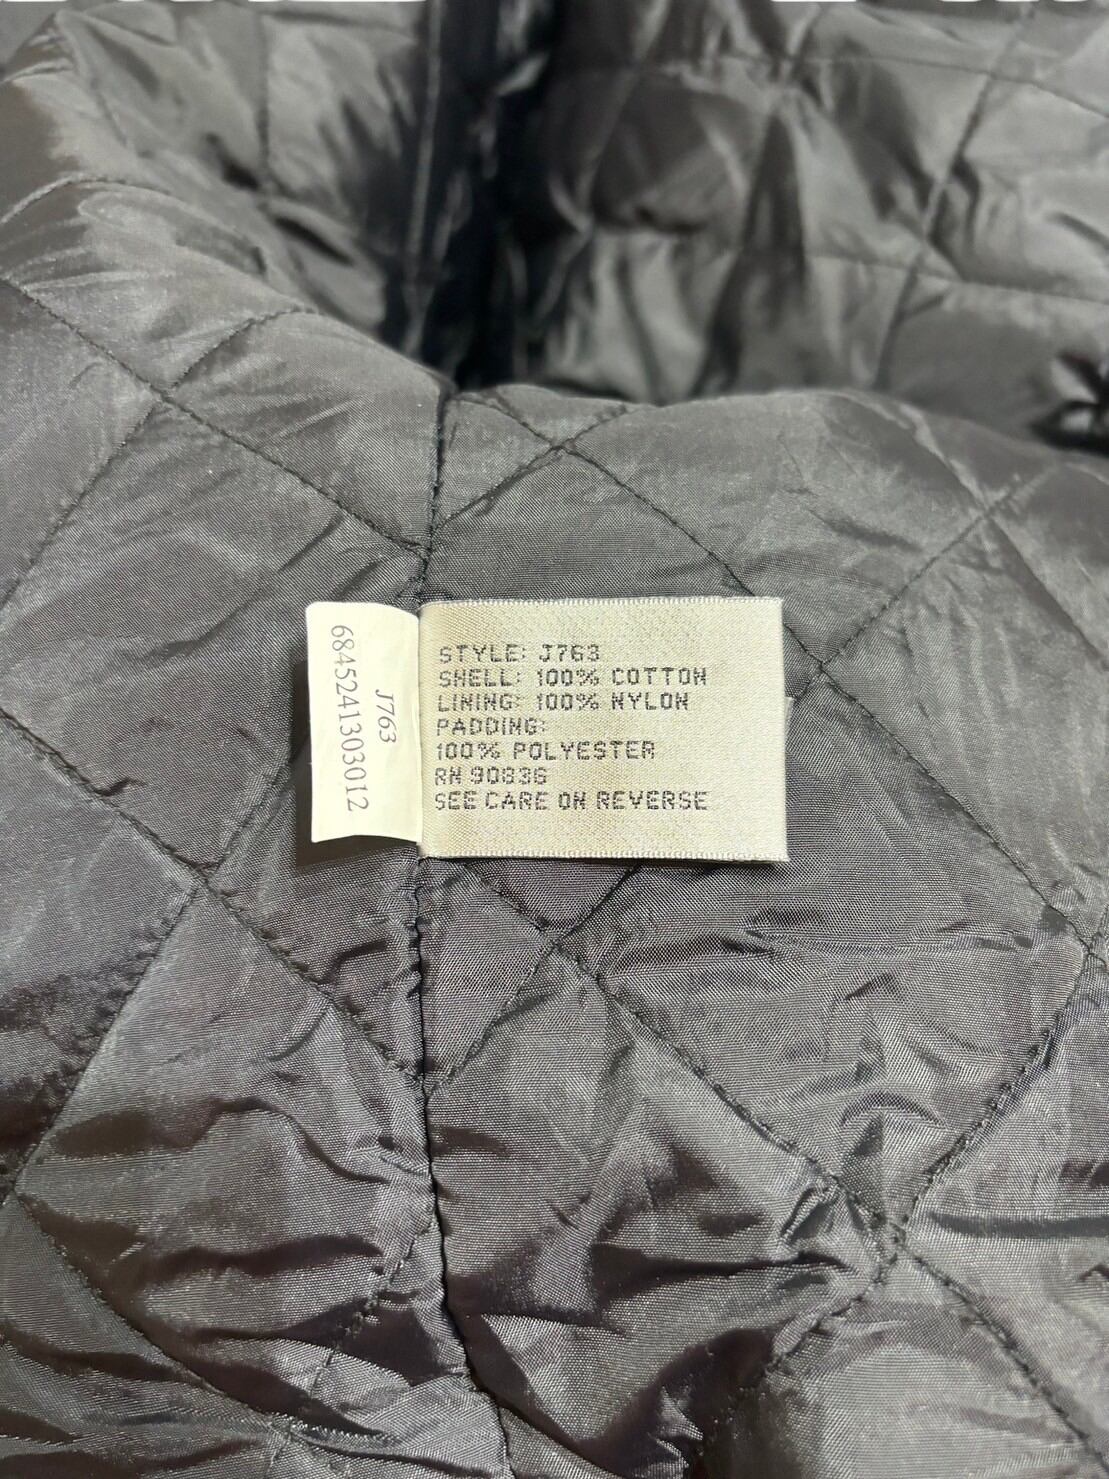 J763
6845241303012
STYLE: J763
SHELL: 100% COTTON
LINING: 100% NYLON
PADDING:
100% POLYESTER
RN 90836
SEE CARE ON REVERSE